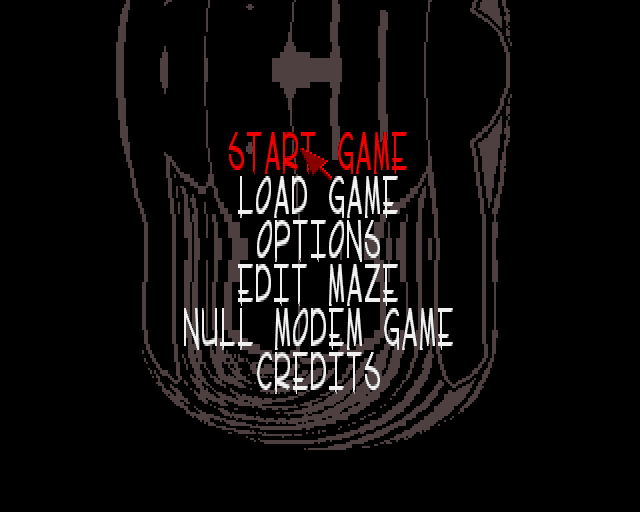 START GAME
LOAD GAME
OPTIONS
EDIT MAZE
NULL MODEM GAME
CREDITS